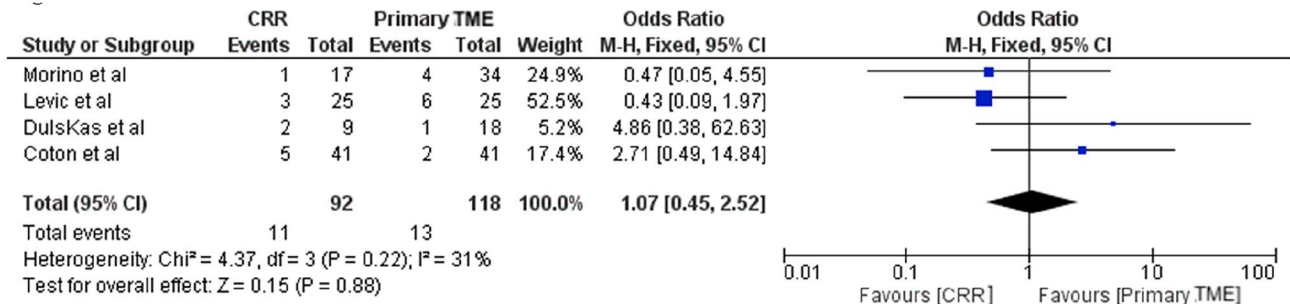 CRR Primary TME Odds Ratio Odds Ratio
Study or Subgroup Events Total Events Total Weight M-H, Fixed, 95% CI M-H, Fixed, 95% CI
Morino et al 1 17 4 34 24.9% 0.47 [0.05, 4.55]
Levic et al 3 25 6 25 52.5% 0.43 [0.09, 1.97]
DulsKas et al 2 9 1 18 5.2% 4.86 [0.38, 62.63]
Coton et al 5 41 2 41 17.4% 2.71 [0.49, 14.84]
Total (95% CI) 92 118 100.0% 1.07 [0.45, 2.52]
Total events 11 13
Heterogeneity: Chi² = 4.37, df = 3 (P = 0.22); I² = 31%
Test for overall effect: Z = 0.15 (P = 0.88)
0.01 0.1 1 10 100
Favours [CRR] Favours [Primary TME]